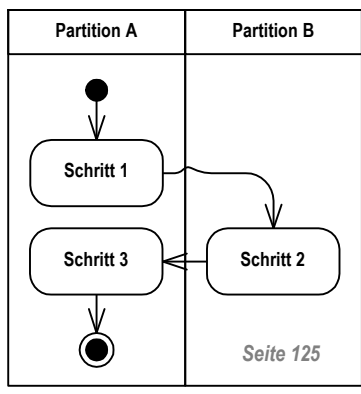 Partition A
Partition B
Schritt 1
Schritt 3
Schritt 2
Seite 125